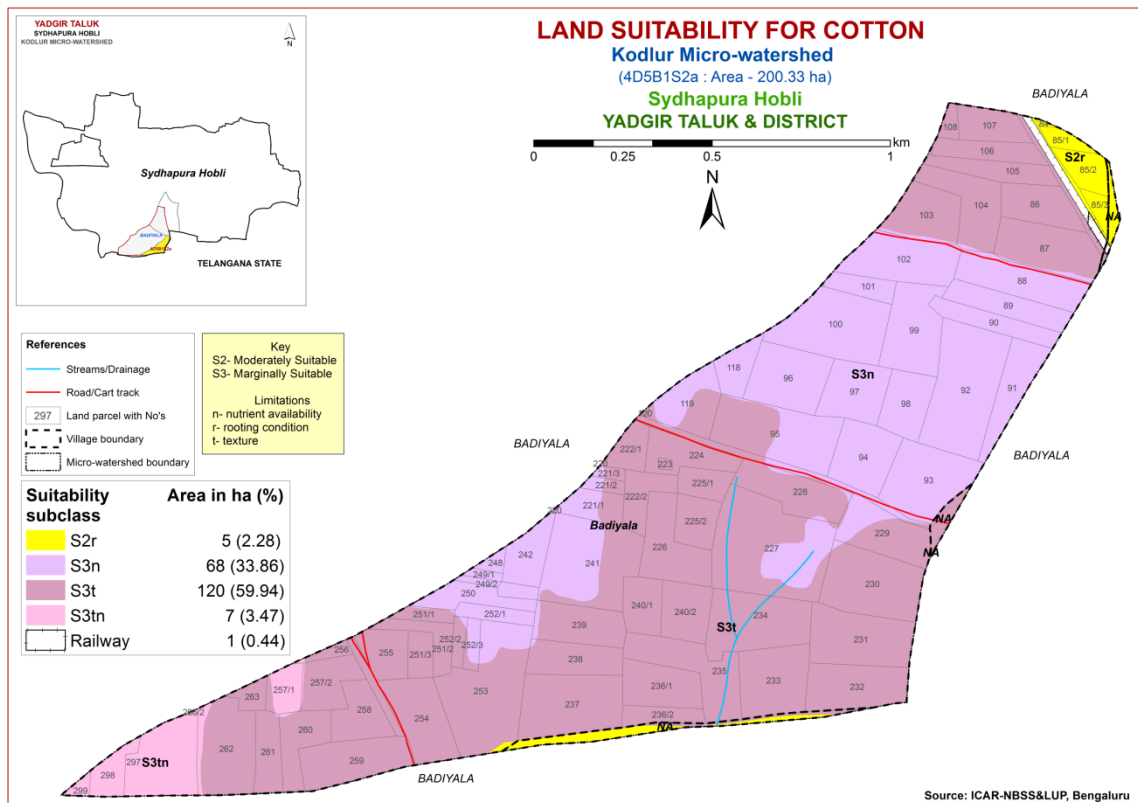 YADGIR TALUK
SYDHAPURA HOBLI
KODLUR MICRO-WATERSHED
N
Sydhapura Hobli
BADIYALA
4D5B1S2a
TELANGANA STATE
LAND SUITABILITY FOR COTTON
Kodlur Micro-watershed
(4D5B1S2a : Area - 200.33 ha)
Sydhapura Hobli
YADGIR TALUK & DISTRICT
0 0.25 0.5 1 km
N
References
Streams/Drainage
Road/Cart track
297 Land parcel with No's
Village boundary
Micro-watershed boundary
Key
S2- Moderately Suitable
S3- Marginally Suitable
Limitations
n- nutrient availability
r- rooting condition
t- texture
Suitability subclass Area in ha (%)
S2r 5 (2.28)
S3n 68 (33.86)
S3t 120 (59.94)
S3tn 7 (3.47)
Railway 1 (0.44)
BADIYALA
108 107
85/1
S2r
106
85/2
105
86
85/3
104
103
NA
87
102
88
101
89
100
99
90
118
96
S3n
97
92
91
98
119
95
94
BADIYALA
BADIYALA
222/1
224
223
93
221/3
225/1
221/2
222/2
228
221/1
NA
Badiyala
225/2
229
242
226
227
NA
248
241
249/1
249/2
230
250
252/1
240/1
240/2
234
251/1
239
S3t
231
252/2
256
255
251/3
251/2
252/3
238
235
257/1
257/2
253
236/1
233
232
263
258
254
237
236/2
260
NA
262
261
297
S3tn
259
298
299
BADIYALA
Source: ICAR-NBSS&LUP, Bengaluru